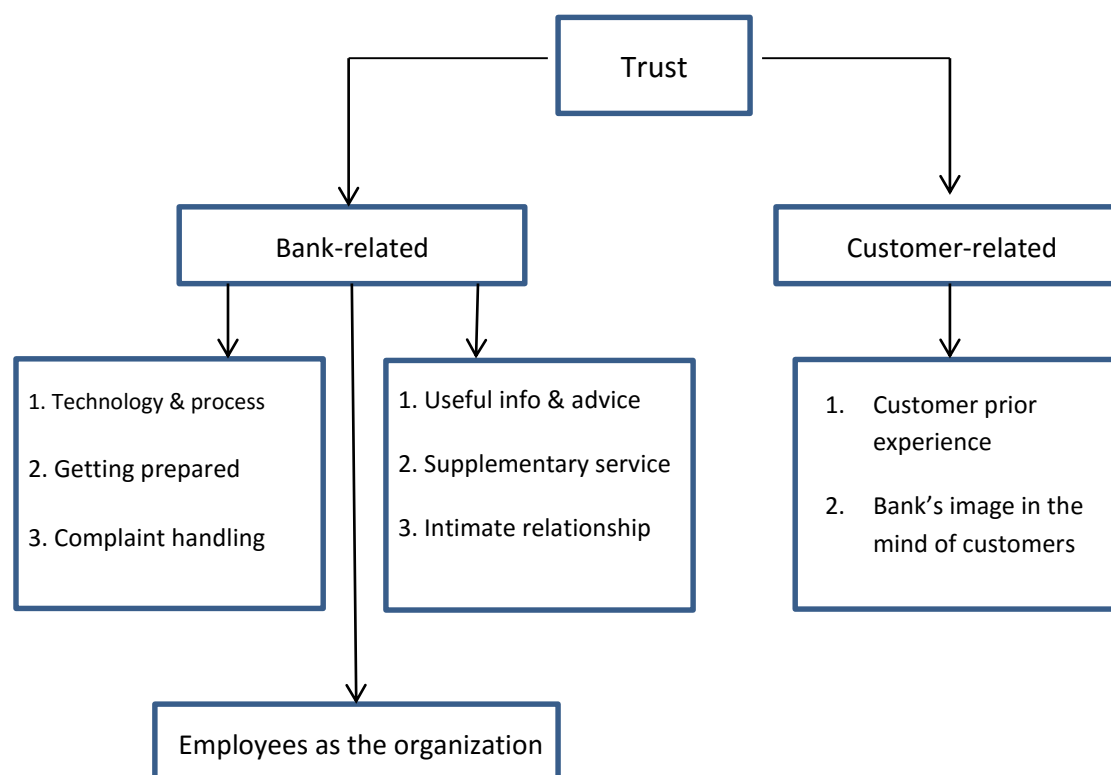 Trust
Bank-related
Customer-related
1. Technology & process
2. Getting prepared
3. Complaint handling
1. Useful info & advice
2. Supplementary service
3. Intimate relationship
1. Customer prior
experience
2. Bank’s image in the
mind of customers
Employees as the organization